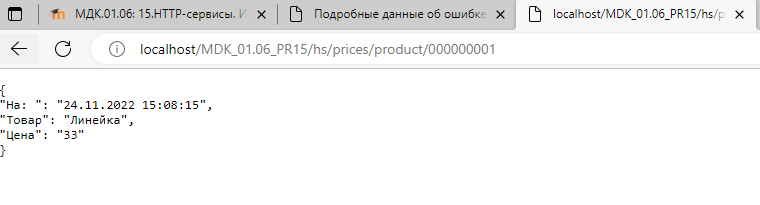 МДК.01.06: 15.HTTP-сервисы. И
Подробные данные об ошибке
localhost/MDK_01.06_PR15/hs/p
localhost/MDK_01.06_PR15/hs/prices/product/000000001
{
"На: ": "24.11.2022 15:08:15",
"Товар": "Линейка",
"Цена": "33"
}